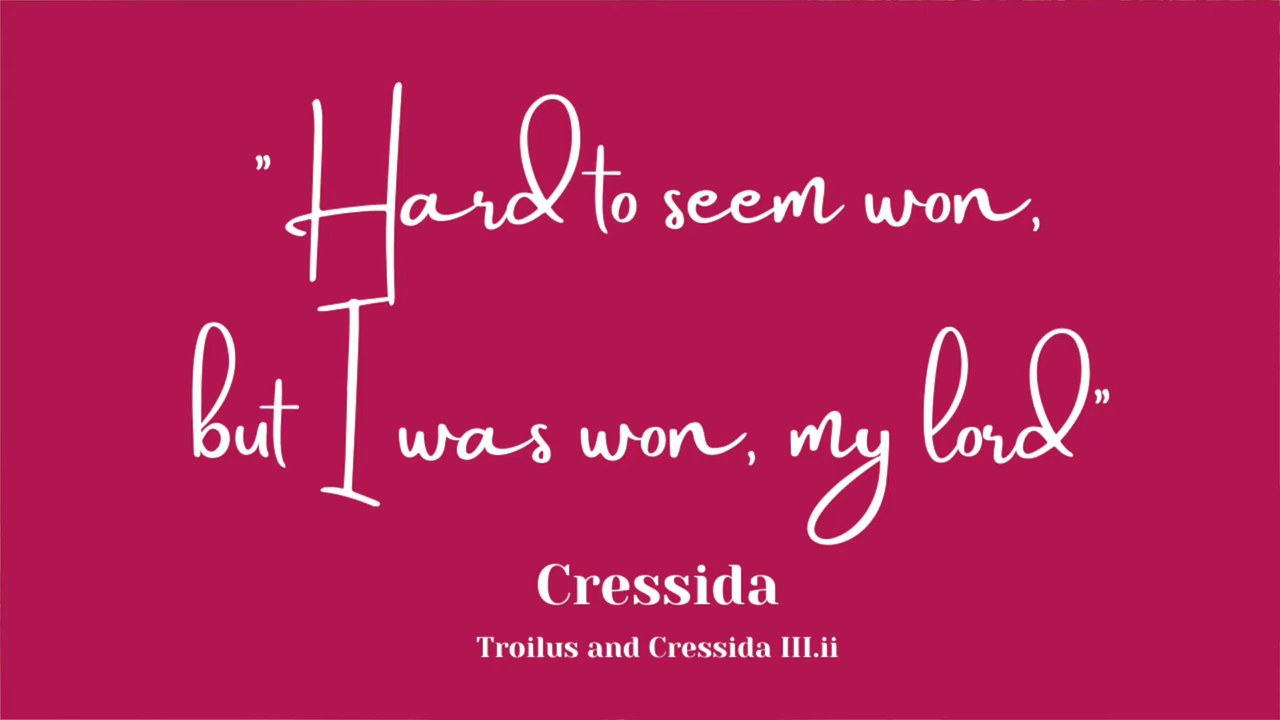 ”Hard to seem won,
but I was won, my lord”
Cressida
Troilus and Cressida III.ii